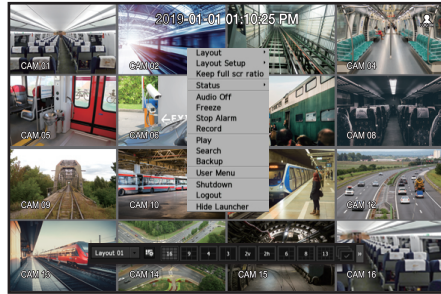 2019-01-01 01:10:25 PM
CAM 01
CAM 02
CAM 04
Layout
Layout Setup
Keep full scr ratio
Status
Audio Off
Freeze
Stop Alarm
Record
Play
Search
Backup
User Menu
Shutdown
Logout
Hide Launcher
CAM 05
CAM 06
CAM 08
CAM 09
CAM 10
CAM 12
Layout 01 16 9 4 3 2v 2h 6 8 13
CAM 13
CAM 14
CAM 15
CAM 16